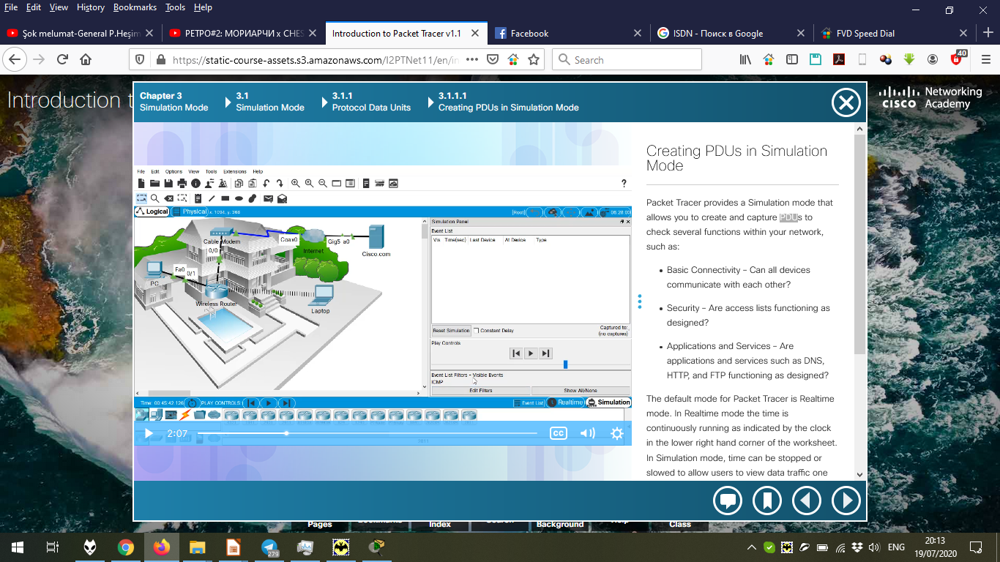 File Edit View History Bookmarks Tools Help
Şok melumat-General P.Heşim
РЕТРО#2: МОРИАРЧИ x CHES
Introduction to Packet Tracer v1.1
Facebook
ISDN - Поиск в Google
FVD Speed Dial
https://static-course-assets.s3.amazonaws.com/I2PTNet11/en/in
Search
40
Introduction t
Chapter 3
Simulation Mode
3.1
Simulation Mode
3.1.1
Protocol Data Units
3.1.1.1
Creating PDUs in Simulation Mode
Networking
CISCO Academy
File Edit Options View Tools Extensions Help
?
Logical Physical x: 1094, y: 388
[Root] 06:28:00
Cable Modem
0/0
Coax0
Internet
Gig5 a0
Cisco.com
PC
Fa0
0/1
Wireless Router
Laptop
Simulation Panel
Event List
Vis. Time(sec) Last Device At Device Type
Reset Simulation Constant Delay
Captured to:
(no captures)
Play Controls
Event List Filters - Visible Events
ICMP
Edit Filters Show All/None
Time: 00:45:42.126 PLAY CONTROLS:
Event List Realtime Simulation
2:07
CC
2811
Creating PDUs in Simulation
Mode
Packet Tracer provides a Simulation mode that
allows you to create and capture PDUs to
check several functions within your network,
such as:
• Basic Connectivity – Can all devices
communicate with each other?
• Security – Are access lists functioning as
designed?
• Applications and Services – Are
applications and services such as DNS,
HTTP, and FTP functioning as designed?
The default mode for Packet Tracer is Realtime
mode. In Realtime mode the time is
continuously running as indicated by the clock
in the lower right hand corner of the worksheet.
In Simulation mode, time can be stopped or
slowed to allow users to view data traffic one
Pages
Bookmarks
Index
Search
Background
Help
Class
279
ENG
20:13
19/07/2020